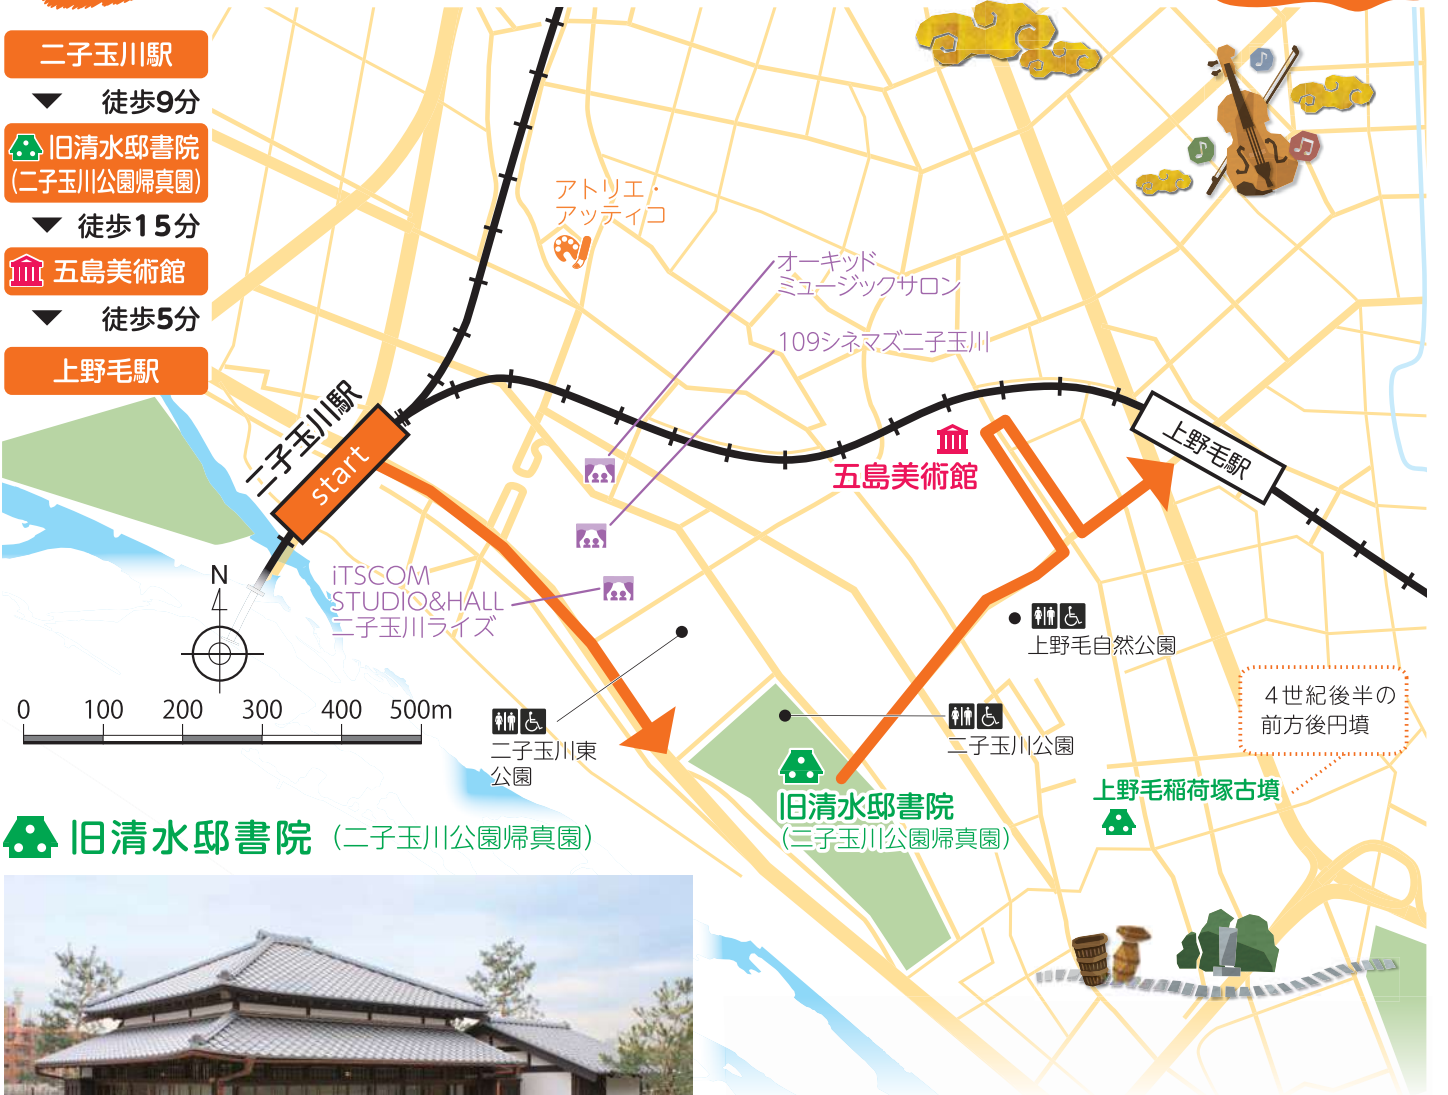 二子玉川駅
徒歩9分
旧清水邸書院
(二子玉川公園帰真園)
徒歩15分
五島美術館
徒歩5分
上野毛駅
アトリエ・
アッティコ
オーキッド
ミュージックサロン
109シネマズ二子玉川
二子玉川駅
start
上野毛駅
五島美術館
N
iTSCOM
STUDIO&HALL
二子玉川ライズ
上野毛自然公園
0 100 200 300 400 500m
二子玉川東
公園
二子玉川公園
4世紀後半の
前方後円墳
上野毛稲荷塚古墳
旧清水邸書院
(二子玉川公園帰真園)
旧清水邸書院(二子玉川公園帰真園)